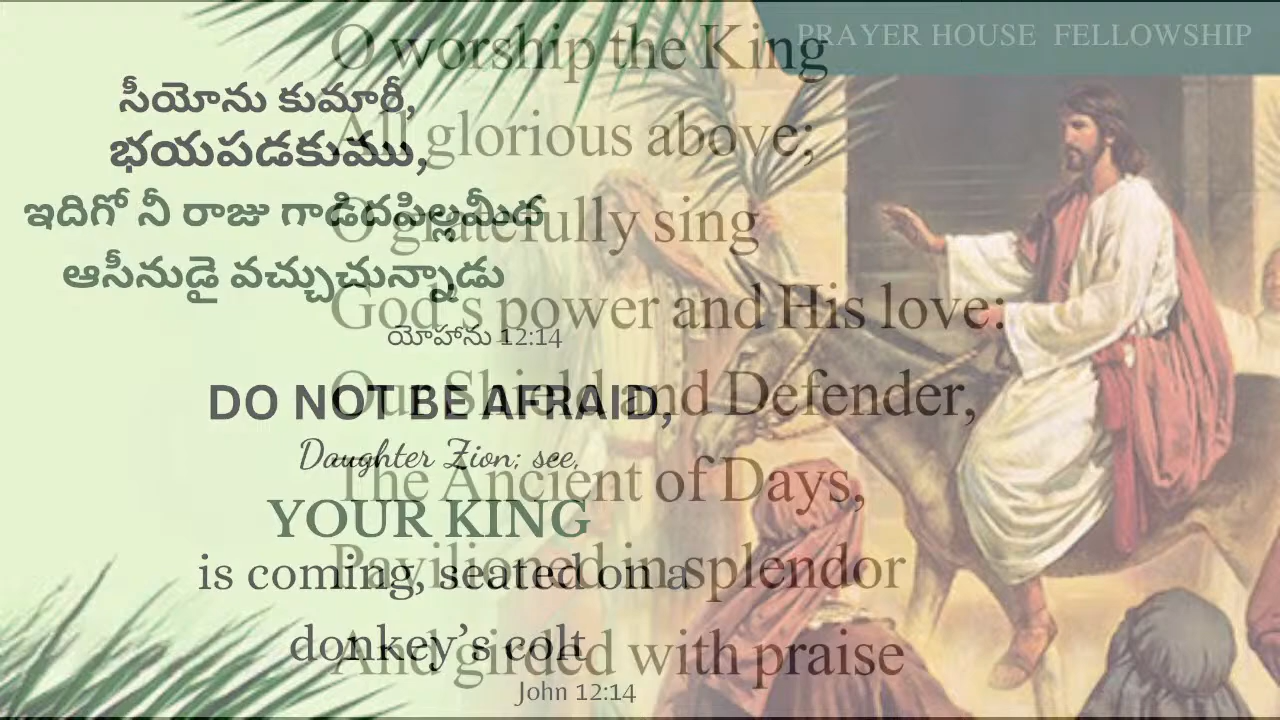 PRAYER HOUSE FELLOWSHIP
సీయోను కుమారీ,
భయపడకుము,
ఇదిగో నీ రాజు గాడిదపిల్లమీద
ఆసీనుడై వచ్చుచున్నాడు
యోహాను 12:14
DO NOT BE AFRAID,
Daughter Zion; see,
YOUR KING
is coming, seated on a
donkey's colt
John 12:14
O worship the King
All glorious above;
O gratefully sing
God's power and His love:
Our Shield and Defender,
The Ancient of Days,
Pavilioned in splendor
And girded with praise